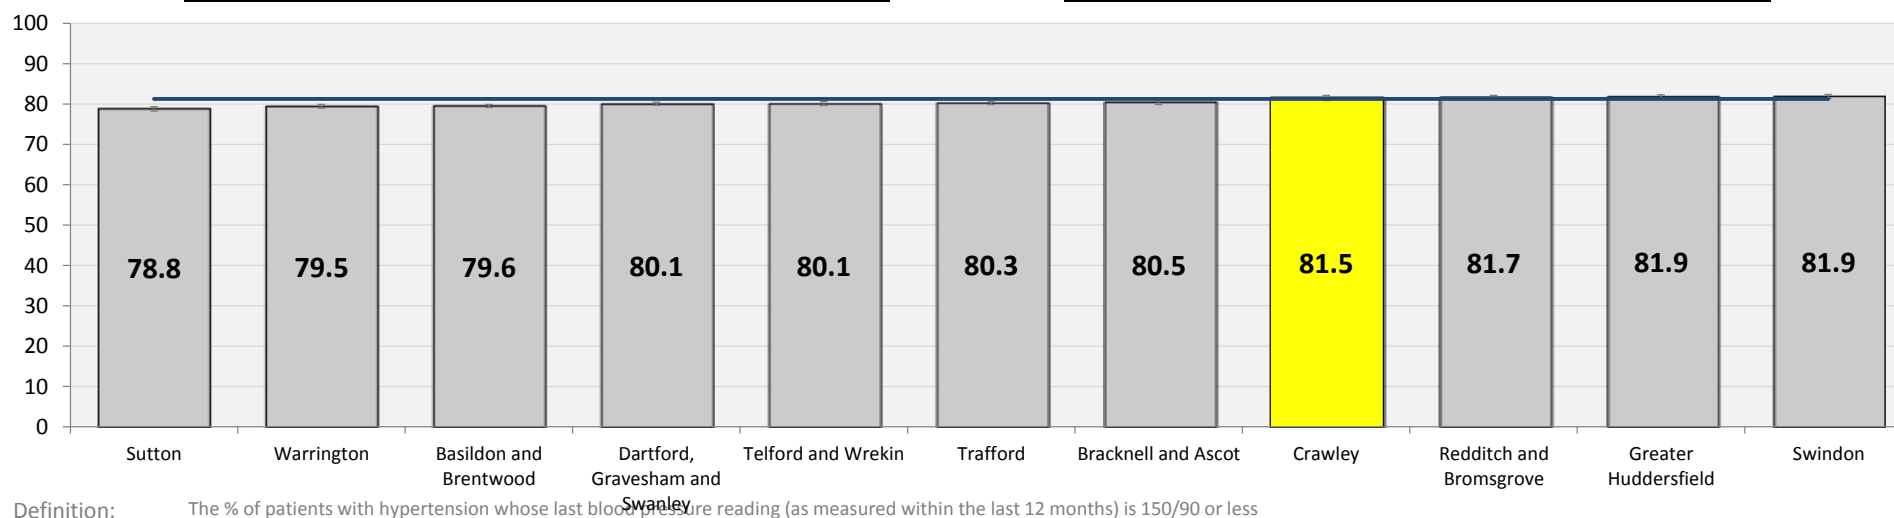 100
90
80
70
60
50
40
30
20
10
0
78.8 79.5 79.6 80.1 80.1 80.3 80.5 81.5 81.7 81.9 81.9
Sutton
Warrington
Basildon and
Brentwood
Dartford,
Gravesham and
Swanley
Telford and Wrekin
Trafford
Bracknell and Ascot
Crawley
Redditch and
Bromsgrove
Greater
Huddersfield
Swindon
Definition: The % of patients with hypertension whose last blood pressure reading (as measured within the last 12 months) is 150/90 or less